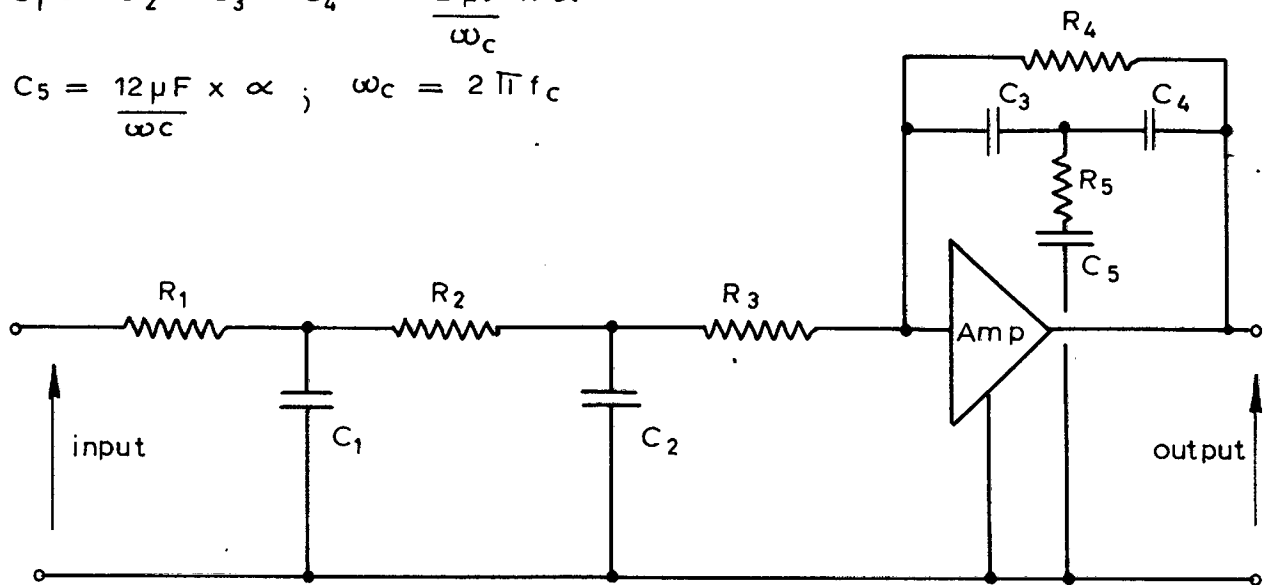 C5 = 12 μF x α ; ωc = 2 π fc
ωc
R4
C3
C4
R5
C5
R1
R2
R3
Amp
C1
C2
input
output